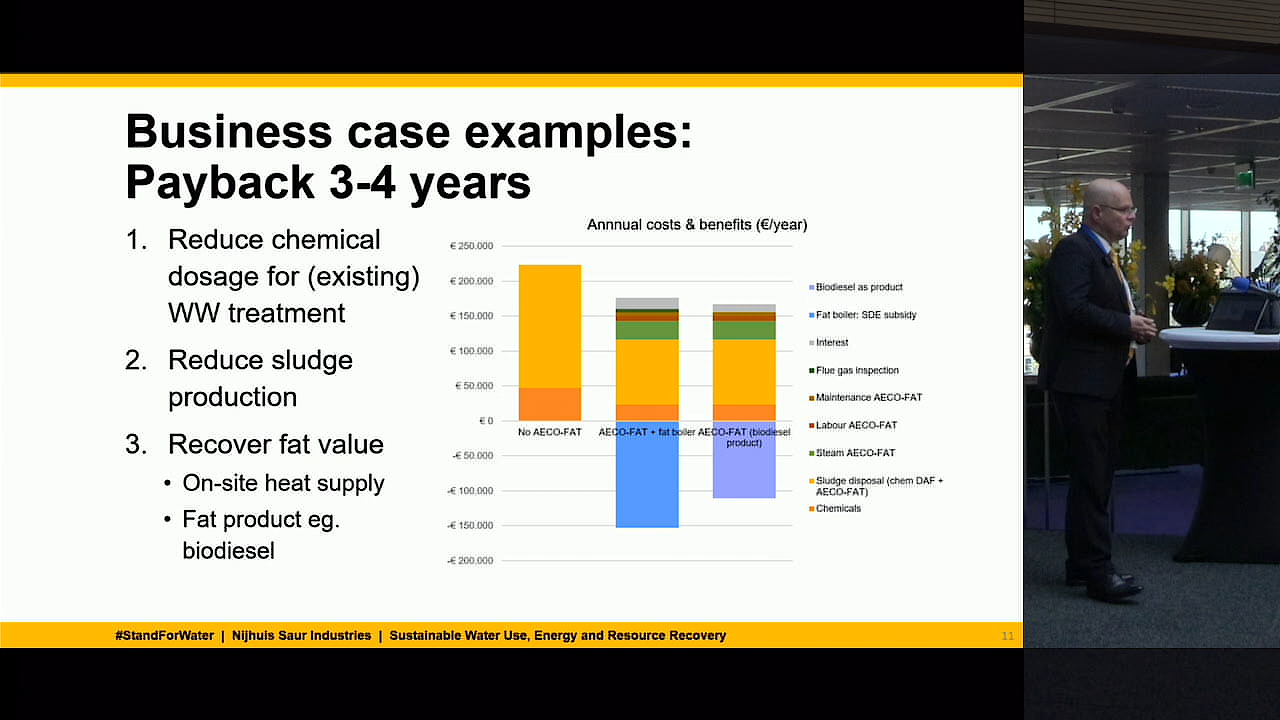 Business case examples:
Payback 3-4 years
1. Reduce chemical
dosage for (existing)
WW treatment
2. Reduce sludge
production
3. Recover fat value
• On-site heat supply
• Fat product eg.
biodiesel
Annnual costs & benefits (€/year)
€ 250.000
€ 200.000
€ 150.000
€ 100.000
€ 50.000
€ 0
-€ 50.000
-€ 100.000
-€ 150.000
-€ 200.000
No AECO-FAT
AECO-FAT + fat boiler
AECO-FAT (biodiesel
product)
Biodiesel as product
Fat boiler: SDE subsidy
Interest
Flue gas inspection
Maintenance AECO-FAT
Labour AECO-FAT
Steam AECO-FAT
Sludge disposal (chem DAF +
AECO-FAT)
Chemicals
#StandForWater | Nijhuis Saur Industries | Sustainable Water Use, Energy and Resource Recovery
11